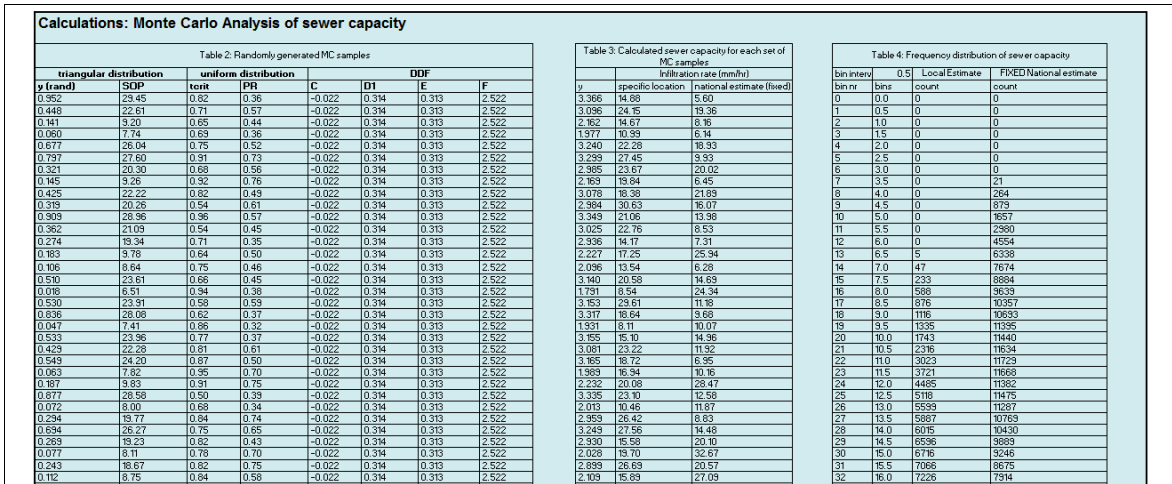 Calculations: Monte Carlo Analysis of sewer capacity
Table 2: Randomly generated MC samples
triangular distribution uniform distribution DDF
y (rand) SOP tcrit PR C D1 E F
0.952 29.45 0.82 0.36 -0.022 0.314 0.313 2.522
0.448 22.61 0.71 0.57 -0.022 0.314 0.313 2.522
0.141 9.20 0.65 0.44 -0.022 0.314 0.313 2.522
0.060 7.74 0.69 0.36 -0.022 0.314 0.313 2.522
0.677 26.04 0.75 0.52 -0.022 0.314 0.313 2.522
0.797 27.60 0.91 0.73 -0.022 0.314 0.313 2.522
0.321 20.30 0.68 0.56 -0.022 0.314 0.313 2.522
0.145 9.26 0.92 0.76 -0.022 0.314 0.313 2.522
0.425 22.22 0.82 0.49 -0.022 0.314 0.313 2.522
0.319 20.26 0.54 0.61 -0.022 0.314 0.313 2.522
0.909 28.96 0.96 0.57 -0.022 0.314 0.313 2.522
0.362 21.09 0.54 0.45 -0.022 0.314 0.313 2.522
0.274 19.34 0.71 0.35 -0.022 0.314 0.313 2.522
0.183 9.78 0.64 0.50 -0.022 0.314 0.313 2.522
0.106 8.64 0.75 0.46 -0.022 0.314 0.313 2.522
0.510 23.61 0.66 0.45 -0.022 0.314 0.313 2.522
0.018 6.51 0.94 0.38 -0.022 0.314 0.313 2.522
0.530 23.91 0.58 0.59 -0.022 0.314 0.313 2.522
0.836 28.08 0.62 0.37 -0.022 0.314 0.313 2.522
0.047 7.41 0.86 0.32 -0.022 0.314 0.313 2.522
0.533 23.96 0.77 0.37 -0.022 0.314 0.313 2.522
0.429 22.28 0.81 0.61 -0.022 0.314 0.313 2.522
0.549 24.20 0.87 0.50 -0.022 0.314 0.313 2.522
0.063 7.82 0.95 0.70 -0.022 0.314 0.313 2.522
0.187 9.83 0.91 0.75 -0.022 0.314 0.313 2.522
0.877 28.58 0.50 0.39 -0.022 0.314 0.313 2.522
0.072 8.00 0.68 0.34 -0.022 0.314 0.313 2.522
0.294 19.77 0.84 0.74 -0.022 0.314 0.313 2.522
0.694 26.27 0.75 0.65 -0.022 0.314 0.313 2.522
0.269 19.23 0.82 0.43 -0.022 0.314 0.313 2.522
0.077 8.11 0.78 0.70 -0.022 0.314 0.313 2.522
0.243 18.67 0.82 0.75 -0.022 0.314 0.313 2.522
0.112 8.75 0.84 0.58 -0.022 0.314 0.313 2.522
Table 3: Calculated sewer capacity for each set of
MC samples
Infiltration rate (mm/hr)
y specific location national estimate (fixed)
3.366 14.88 5.60
3.096 24.15 19.36
2.162 14.67 8.16
1.977 10.99 6.14
3.240 22.28 18.93
3.299 27.45 9.93
2.985 23.67 20.02
2.169 19.84 6.45
3.078 18.38 21.89
2.984 30.63 16.07
3.349 21.06 13.98
3.025 22.76 8.53
2.936 14.17 7.31
2.227 17.25 25.94
2.096 13.54 6.28
3.140 20.58 14.69
1.791 8.54 24.34
3.153 29.61 11.18
3.317 18.64 9.68
1.931 8.11 10.07
3.155 15.10 14.96
3.081 23.22 11.92
3.165 18.72 6.95
1.989 16.94 10.16
2.232 20.08 28.47
3.335 23.10 12.58
2.013 10.46 11.87
2.959 26.42 8.83
3.249 27.56 14.48
2.930 15.58 20.10
2.028 19.70 32.67
2.899 26.69 20.57
2.109 15.89 27.09
Table 4: Frequency distribution of sewer capacity
bin interv 0.5 Local Estimate FIXED National estimate
bin nr bins count count
0 0.0 0 0
1 0.5 0 0
2 1.0 0 0
3 1.5 0 0
4 2.0 0 0
5 2.5 0 0
6 3.0 0 0
7 3.5 0 21
8 4.0 0 264
9 4.5 0 879
10 5.0 0 1657
11 5.5 0 2980
12 6.0 0 4554
13 6.5 5 6338
14 7.0 47 7674
15 7.5 233 8884
16 8.0 588 9639
17 8.5 876 10357
18 9.0 1116 10693
19 9.5 1335 11395
20 10.0 1743 11440
21 10.5 2316 11634
22 11.0 3023 11729
23 11.5 3721 11668
24 12.0 4485 11382
25 12.5 5118 11475
26 13.0 5599 11287
27 13.5 5887 10769
28 14.0 6015 10430
29 14.5 6596 9889
30 15.0 6716 9246
31 15.5 7066 8675
32 16.0 7226 7914